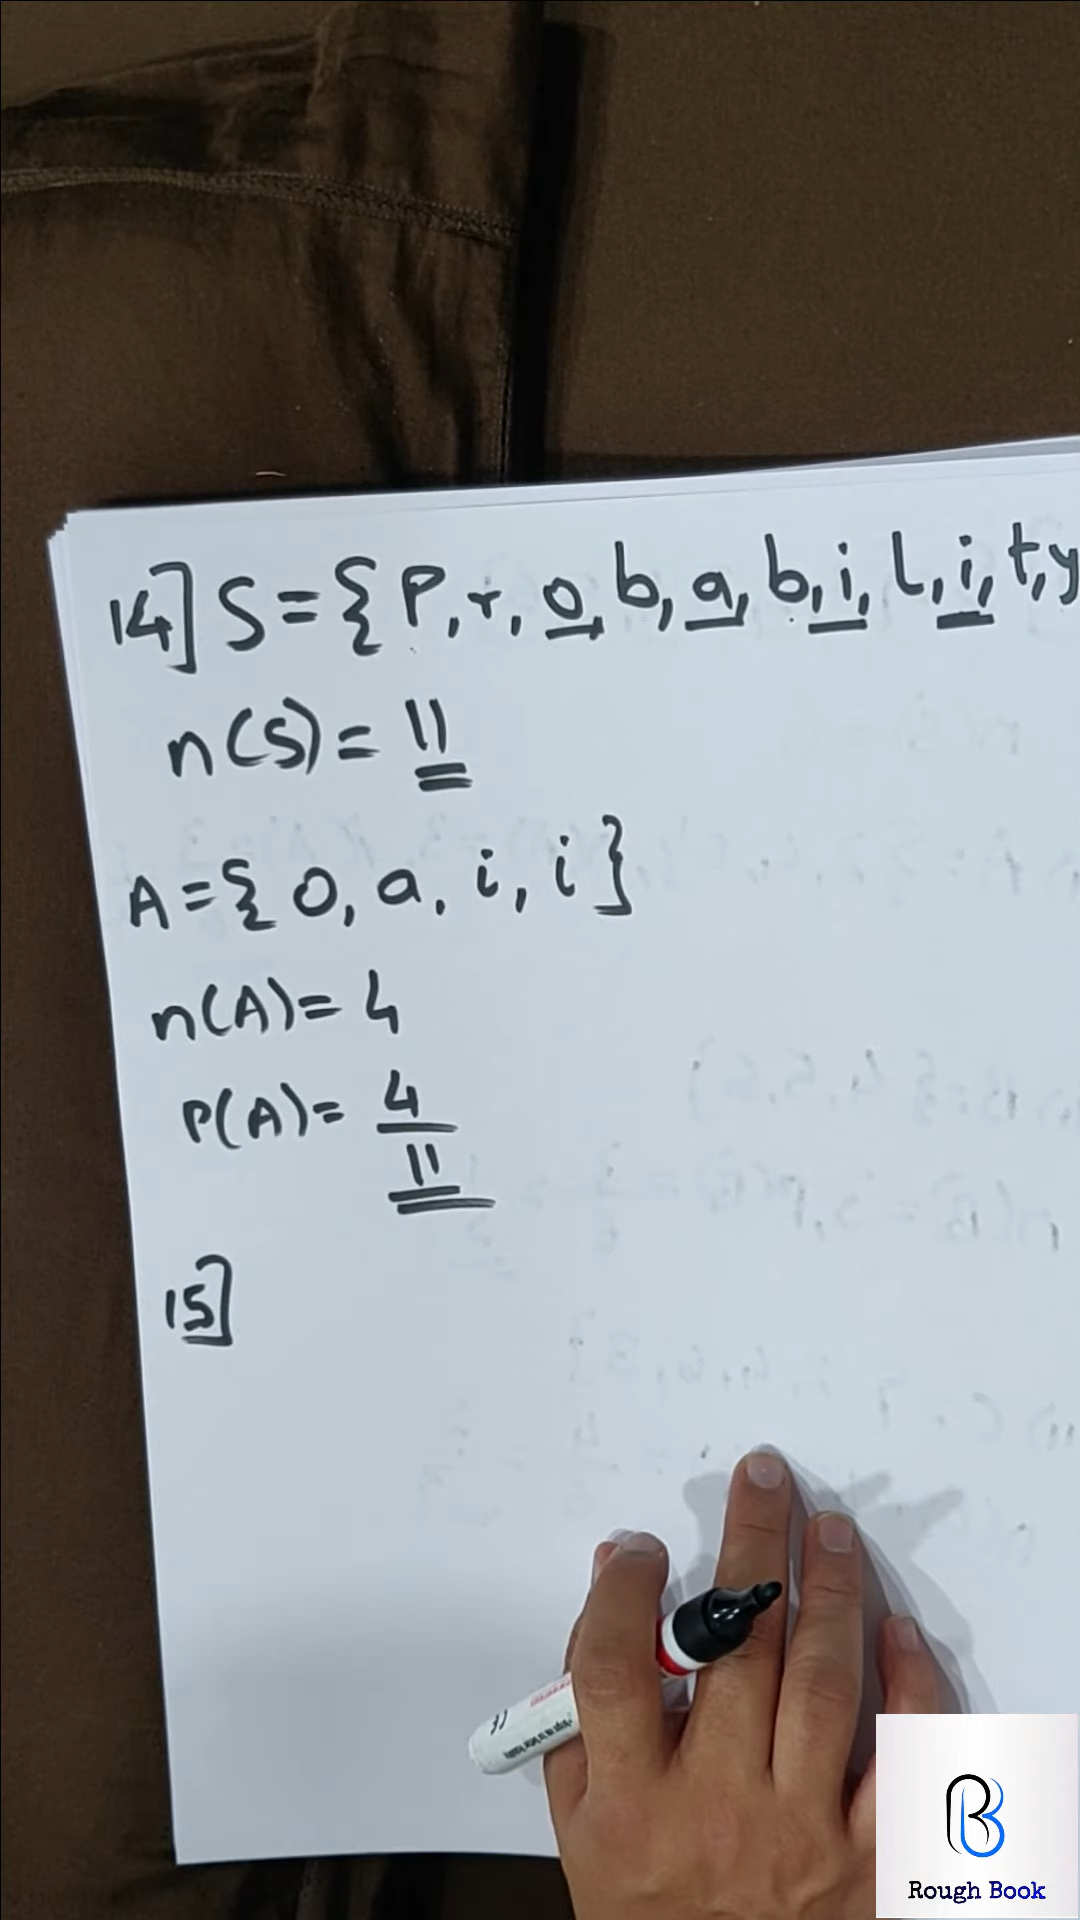 14] S = { P, r, o, b, a, b, i, l, i, t, y
n(S) = 11
A = { o, a, i, i }
n(A) = 4
P(A) = 4
11
15]
Rough Book